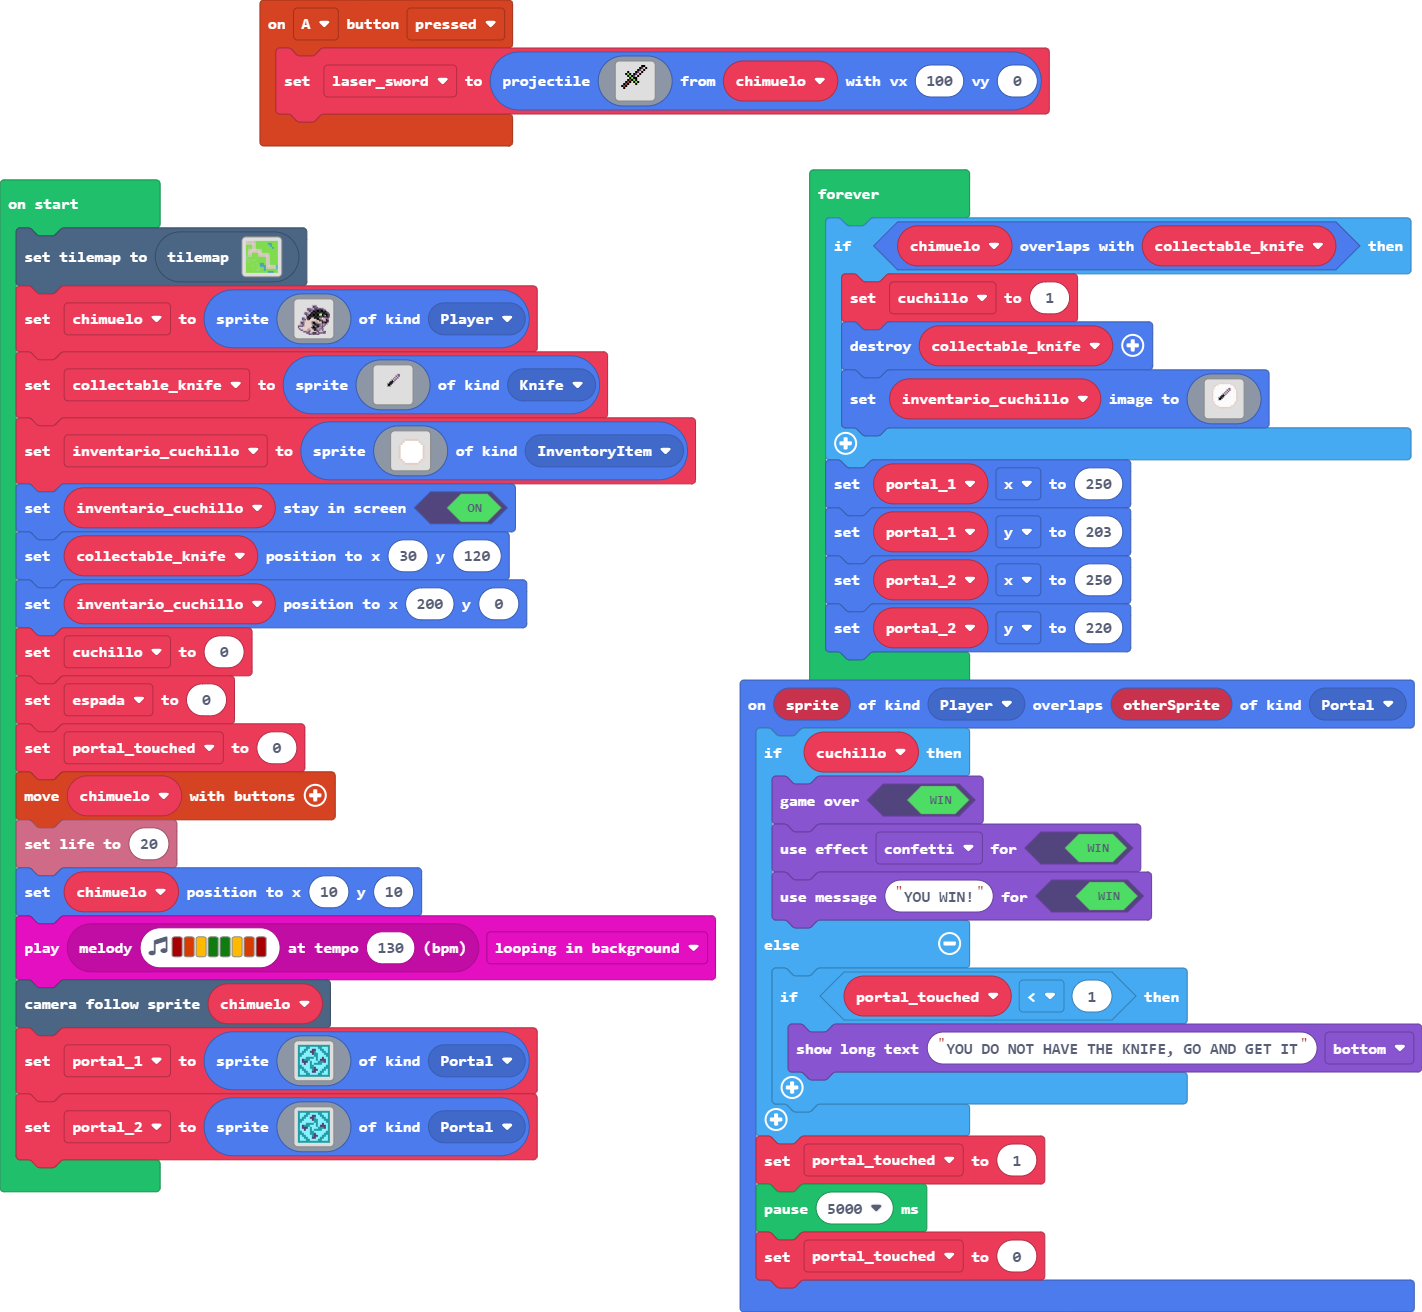 on A button pressed
set laser_sword to projectile from chimuelo with vx 100 vy 0
on start
set tilemap to tilemap
set chimuelo to sprite of kind Player
set collectable_knife to sprite of kind Knife
set inventario_cuchillo to sprite of kind InventoryItem
set inventario_cuchillo stay in screen ON
set collectable_knife position to x 30 y 120
set inventario_cuchillo position to x 200 y 0
set cuchillo to 0
set espada to 0
set portal_touched to 0
move chimuelo with buttons
set life to 20
set chimuelo position to x 10 y 10
play melody at tempo 130 (bpm) looping in background
camera follow sprite chimuelo
set portal_1 to sprite of kind Portal
set portal_2 to sprite of kind Portal
forever
if chimuelo overlaps with collectable_knife then
set cuchillo to 1
destroy collectable_knife
set inventario_cuchillo image to
set portal_1 x to 250
set portal_1 y to 203
set portal_2 x to 250
set portal_2 y to 220
on sprite of kind Player overlaps otherSprite of kind Portal
if cuchillo then
game over WIN
use effect confetti for WIN
use message "YOU WIN!" for WIN
else
if portal_touched < 1 then
show long text "YOU DO NOT HAVE THE KNIFE, GO AND GET IT" bottom
set portal_touched to 1
pause 5000 ms
set portal_touched to 0